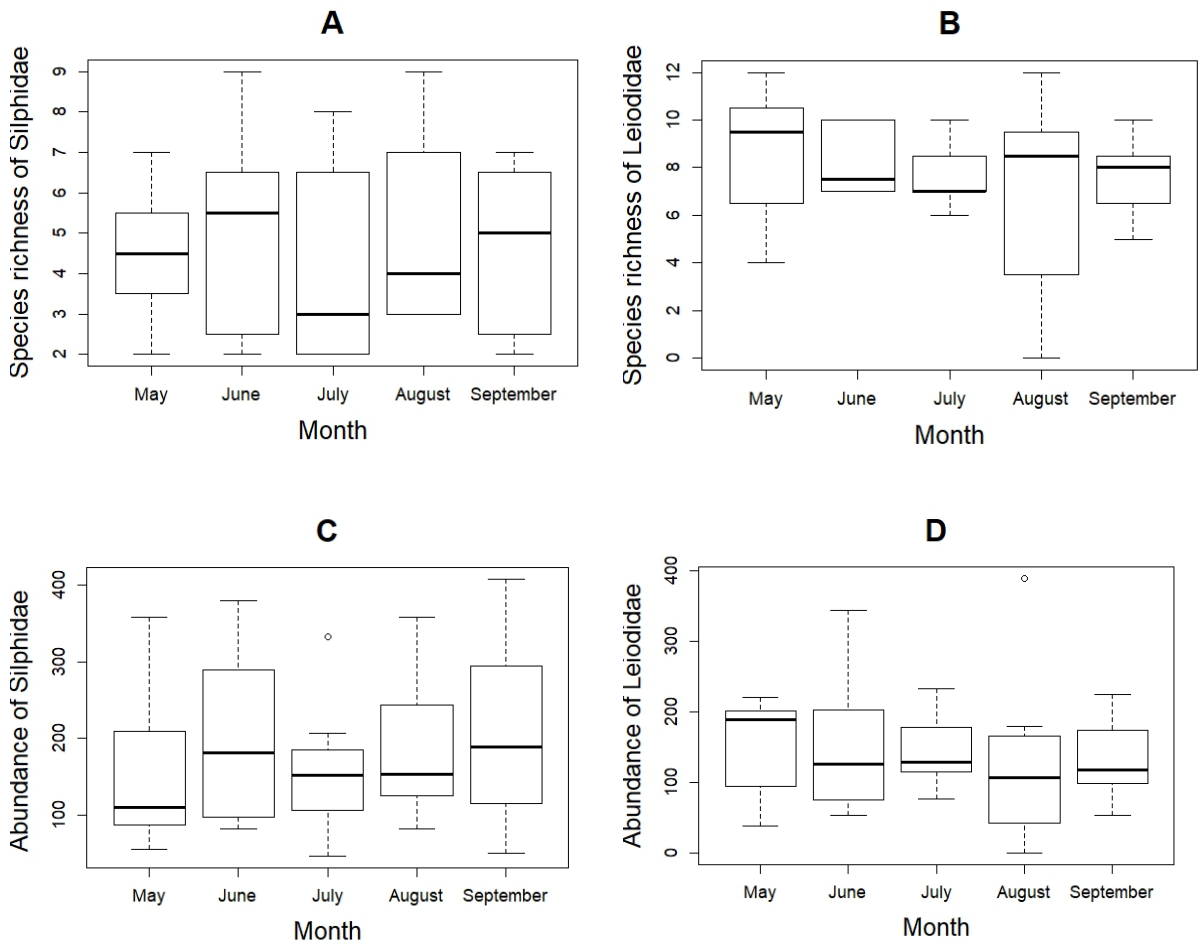 A
Species richness of Silphidae
9
8
7
6
5
4
3
2
May June July August September
Month
B
Species richness of Leiodidae
12
10
8
6
4
2
0
May June July August September
Month
C
Abundance of Silphidae
400
300
200
100
May June July August September
Month
D
Abundance of Leiodidae
400
300
200
100
0
May June July August September
Month